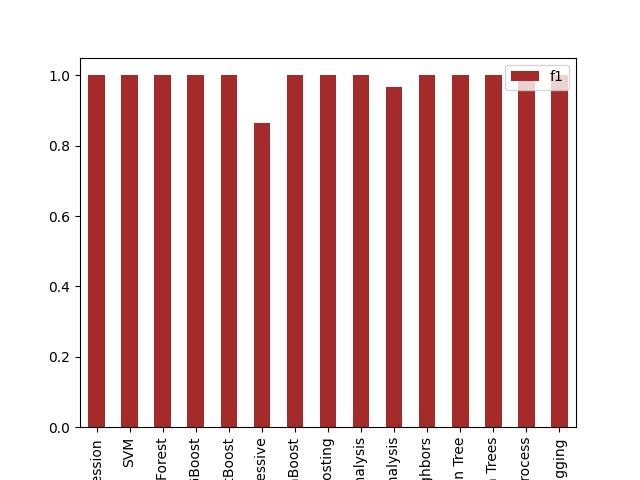 f1
1.0
0.8
0.6
0.4
0.2
0.0
ession
SVM
Forest
Boost
Boost
essive
Boost
osting
nalysis
nalysis
ghbors
n Tree
Trees
rocess
gging